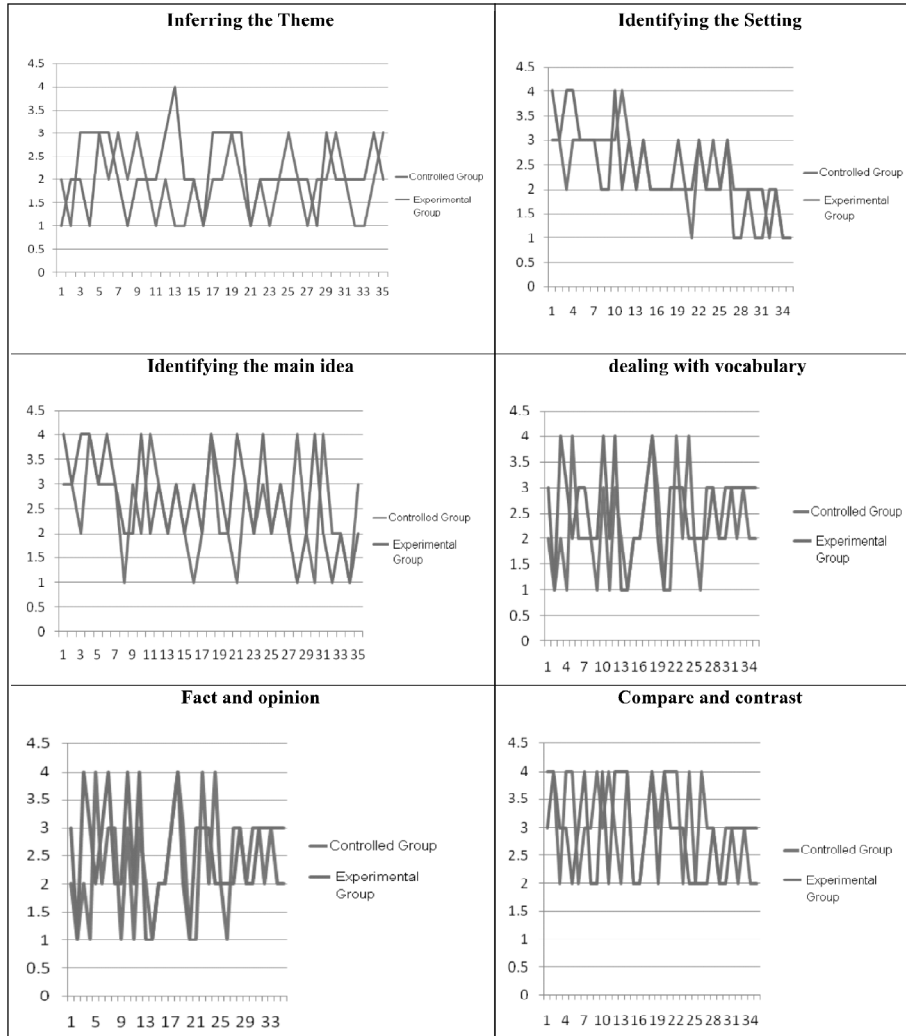 Inferring the Theme
4.5
4
3.5
3
2.5
2
1.5
1
0.5
0
1 3 5 7 9 11 13 15 17 19 21 23 25 27 29 31 33 35
Controlled Group
Experimental
Group
Identifying the Setting
4.5
4
3.5
3
2.5
2
1.5
1
0.5
0
1 4 7 10 13 16 19 22 25 28 31 34
Controlled Group
Experimental
Group
Identifying the main idea
4.5
4
3.5
3
2.5
2
1.5
1
0.5
0
1 3 5 7 9 11 13 15 17 19 21 23 25 27 29 31 33 35
Controlled Group
Experimental
Group
dealing with vocabulary
4.5
4
3.5
3
2.5
2
1.5
1
0.5
0
1 4 7 10 13 16 19 22 25 28 31 34
Controlled Group
Experimental
Group
Fact and opinion
4.5
4
3.5
3
2.5
2
1.5
1
0.5
0
1 5 9 13 17 21 25 29 33
Controlled Group
Experimental
Group
Compare and contrast
4.5
4
3.5
3
2.5
2
1.5
1
0.5
0
1 4 7 10 13 16 19 22 25 28 31 34
Controlled Group
Experimental
Group